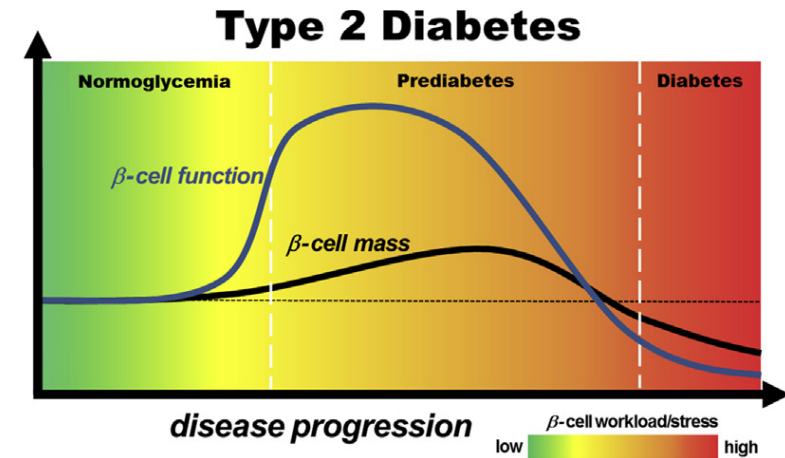 Type 2 Diabetes
Normoglycemia Prediabetes Diabetes
β-cell function
β-cell mass
disease progression
β-cell workload/stress
low high